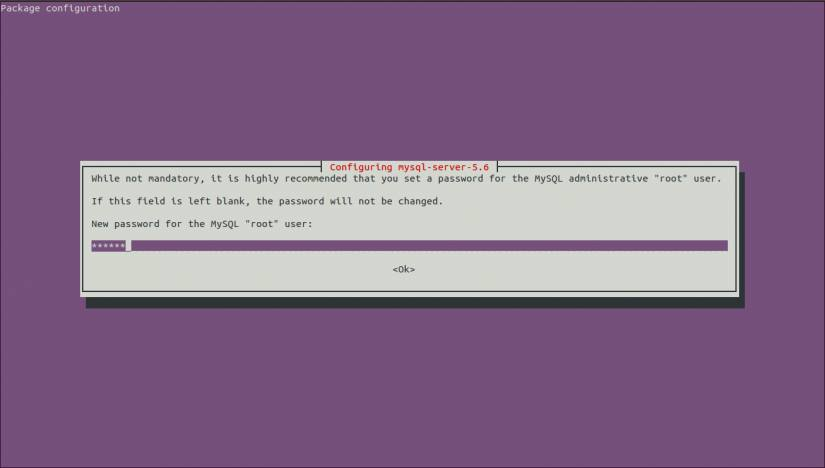 Package configuration
Configuring mysql-server-5.6
While not mandatory, it is highly recommended that you set a password for the MySQL administrative "root" user.
If this field is left blank, the password will not be changed.
New password for the MySQL "root" user:
******
<Ok>